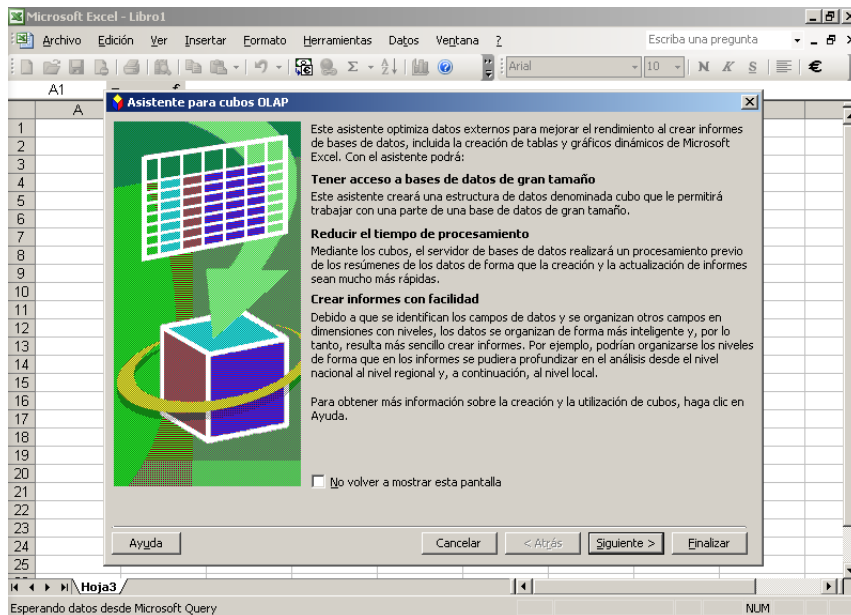 Microsoft Excel - Libro1
Archivo Edición Ver Insertar Formato Herramientas Datos Ventana ?
Escriba una pregunta
Arial 10 N K S €
A1
A
Asistente para cubos OLAP
Este asistente optimiza datos externos para mejorar el rendimiento al crear informes
de bases de datos, incluida la creación de tablas y gráficos dinámicos de Microsoft
Excel. Con el asistente podrá:
Tener acceso a bases de datos de gran tamaño
Este asistente creará una estructura de datos denominada cubo que le permitirá
trabajar con una parte de una base de datos de gran tamaño.
Reducir el tiempo de procesamiento
Mediante los cubos, el servidor de bases de datos realizará un procesamiento previo
de los resúmenes de los datos de forma que la creación y la actualización de informes
sean mucho más rápidas.
Crear informes con facilidad
Debido a que se identifican los campos de datos y se organizan otros campos en
dimensiones con niveles, los datos se organizan de forma más inteligente y, por lo
tanto, resulta más sencillo crear informes. Por ejemplo, podrían organizarse los niveles
de forma que en los informes se pudiera profundizar en el análisis desde el nivel
nacional al nivel regional y, a continuación, al nivel local.
Para obtener más información sobre la creación y la utilización de cubos, haga clic en
Ayuda.
No volver a mostrar esta pantalla
Ayuda Cancelar < Atrás Siguiente > Finalizar
1
2
3
4
5
6
7
8
9
10
11
12
13
14
15
16
17
18
19
20
21
22
23
24
25
Hoja3
Esperando datos desde Microsoft Query NUM